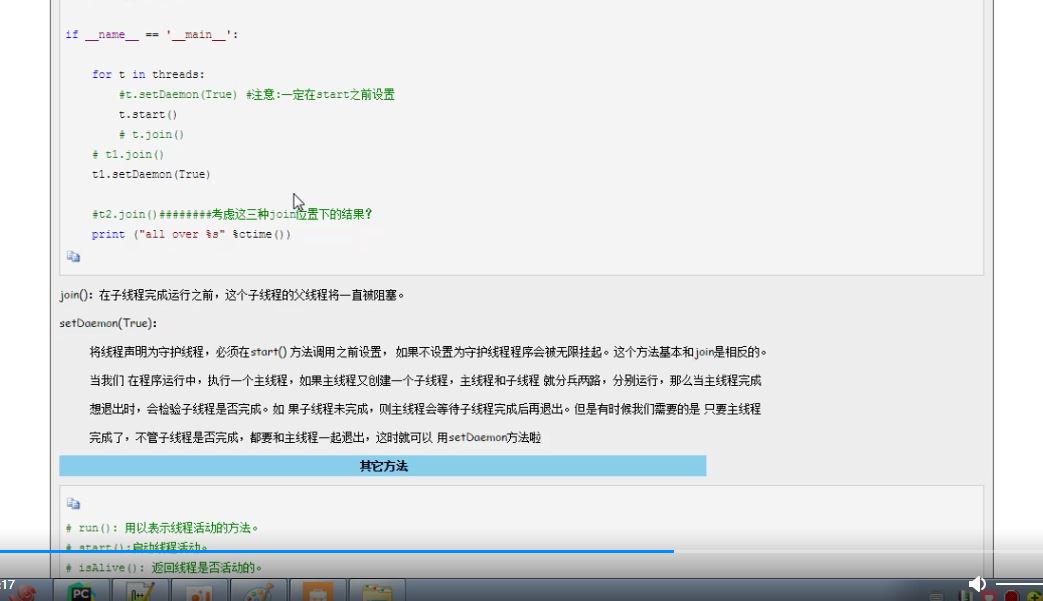 if __name__ == '__main__':
for t in threads:
#t.setDaemon(True) #注意:一定在start之前设置
t.start()
# t.join()
# t1.join()
t1.setDaemon(True)
#t2.join()########考虑这三种join位置下的结果？
print ("all over %s" %ctime())
join()：在子线程完成运行之前，这个子线程的父线程将一直被阻塞。
setDaemon(True)：
将线程声明为守护线程，必须在start() 方法调用之前设置， 如果不设置为守护线程程序会被无限挂起。这个方法基本和join是相反的。
当我们 在程序运行中，执行一个主线程，如果主线程又创建一个子线程，主线程和子线程 就分兵两路，分别运行，那么当主线程完成
想退出时，会检验子线程是否完成。如 果子线程未完成，则主线程会等待子线程完成后再退出。但是有时候我们需要的是 只要主线程
完成了，不管子线程是否完成，都要和主线程一起退出，这时就可以 用setDaemon方法啦
其它方法
# run(): 用以表示线程活动的方法。
# start():启动线程活动。
# isAlive(): 返回线程是否活动的。
:17
PC